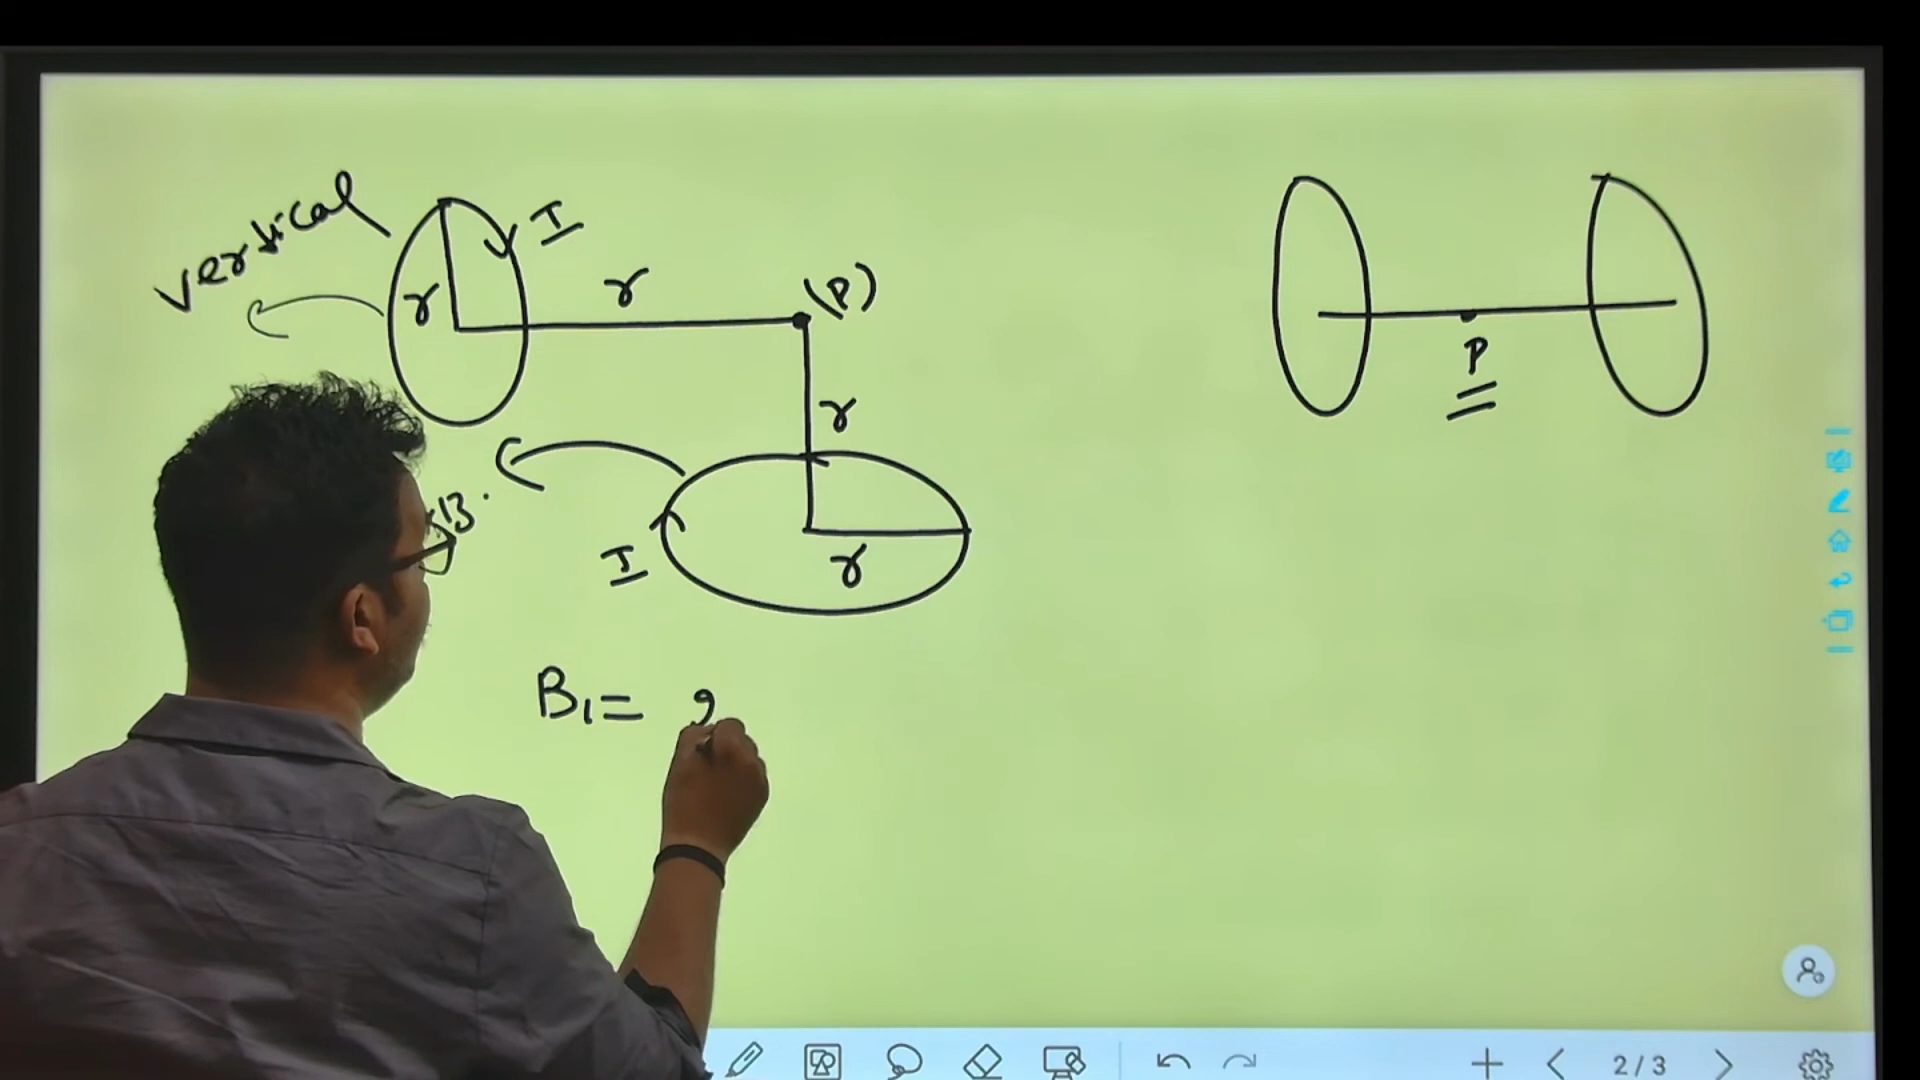 vertical
I
r
r
(P)
r
I
r
P
B₁ =
2 / 3